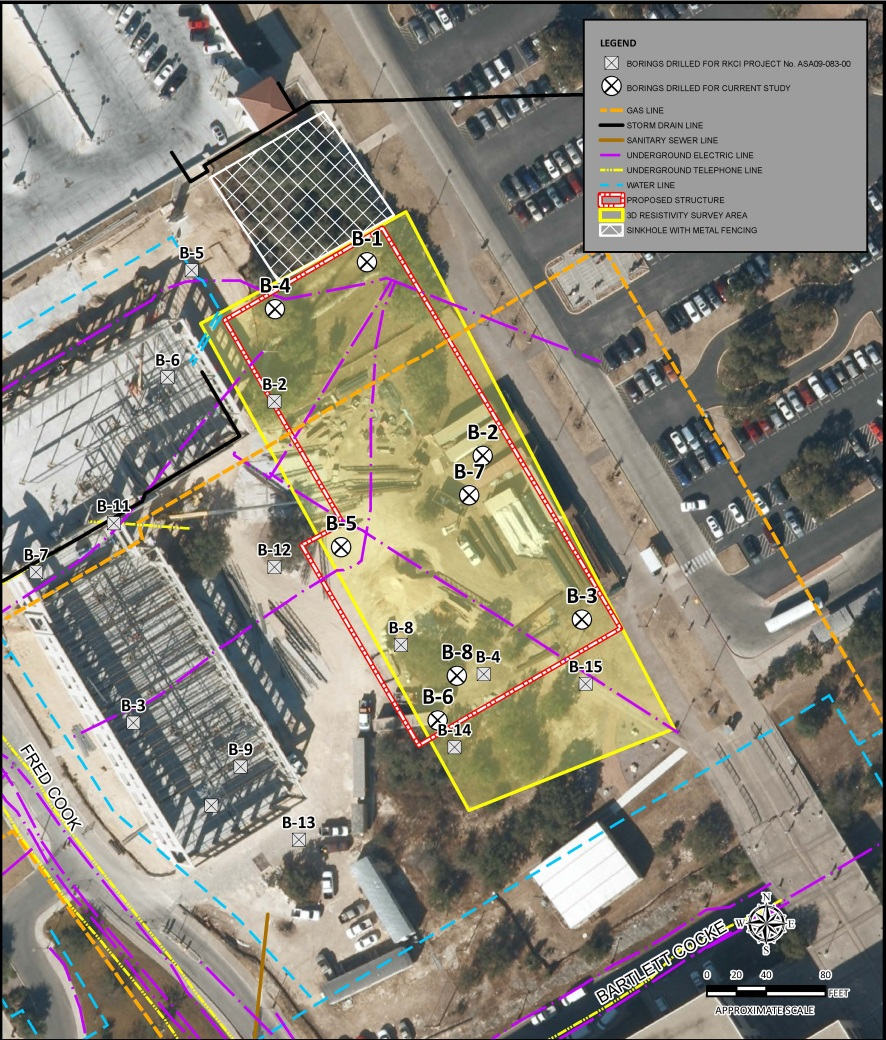 LEGEND
BORINGS DRILLED FOR RKCI PROJECT No. ASA09-083-00
BORINGS DRILLED FOR CURRENT STUDY
GAS LINE
STORM DRAIN LINE
SANITARY SEWER LINE
UNDERGROUND ELECTRIC LINE
UNDERGROUND TELEPHONE LINE
WATER LINE
PROPOSED STRUCTURE
3D RESISTIVITY SURVEY AREA
SINKHOLE WITH METAL FENCING
B-1
B-5
B-4
B-6
B-2
B-2
B-7
B-11
B-5
B-12
B-7
B-3
B-8
B-8
B-4
B-15
B-6
B-3
B-14
B-9
FRED COOK
B-13
N
W
E
S
BARTLETT COCKE
0 20 40 80
FEET
APPROXIMATE SCALE